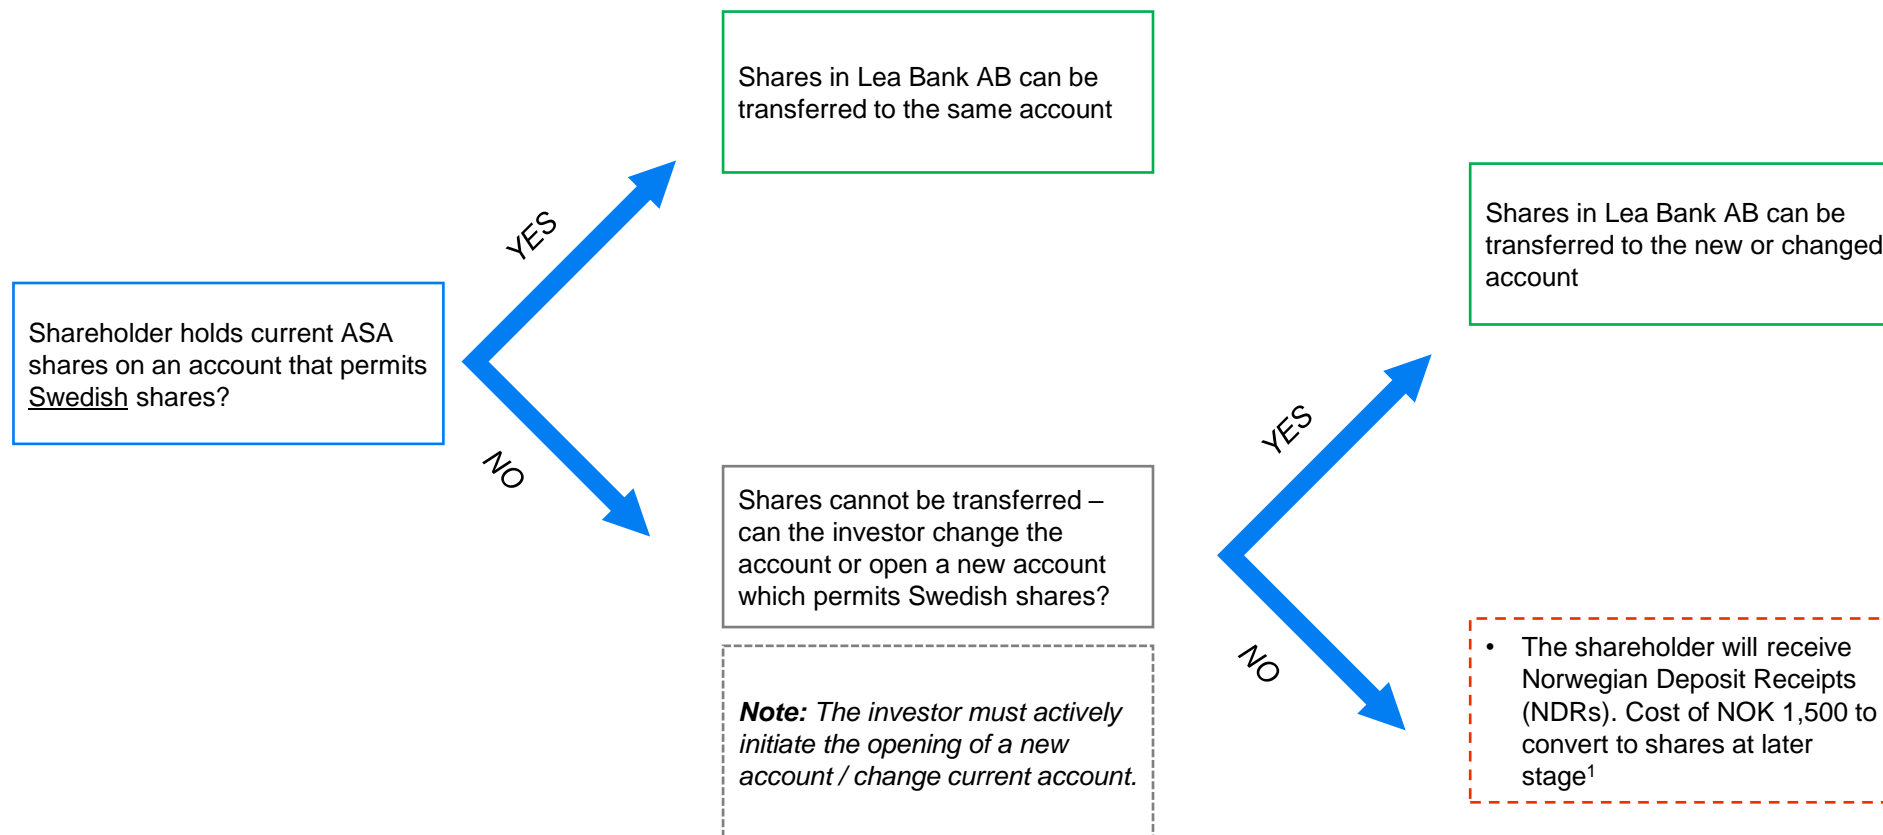 Shares in Lea Bank AB can be
transferred to the same account
YES
Shareholder holds current ASA
shares on an account that permits
Swedish shares?
NO
Shares cannot be transferred –
can the investor change the
account or open a new account
which permits Swedish shares?
Note: The investor must actively
initiate the opening of a new
account / change current account.
YES
Shares in Lea Bank AB can be
transferred to the new or changed
account
NO
• The shareholder will receive
Norwegian Deposit Receipts
(NDRs). Cost of NOK 1,500 to
convert to shares at later
stage¹